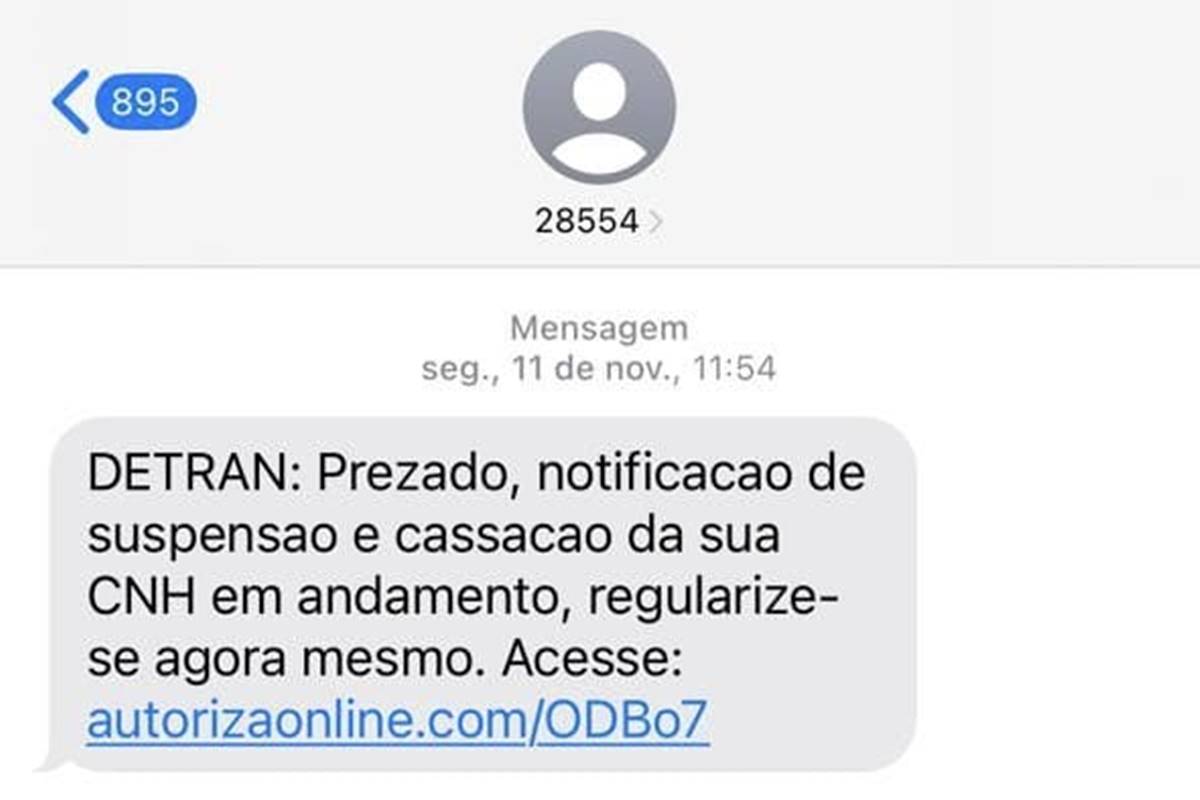 895
28554
Mensagem
seg., 11 de nov., 11:54
DETRAN: Prezado, notificacao de
suspensao e cassacao da sua
CNH em andamento, regularize-
se agora mesmo. Acesse:
autorizaonline.com/ODBo7